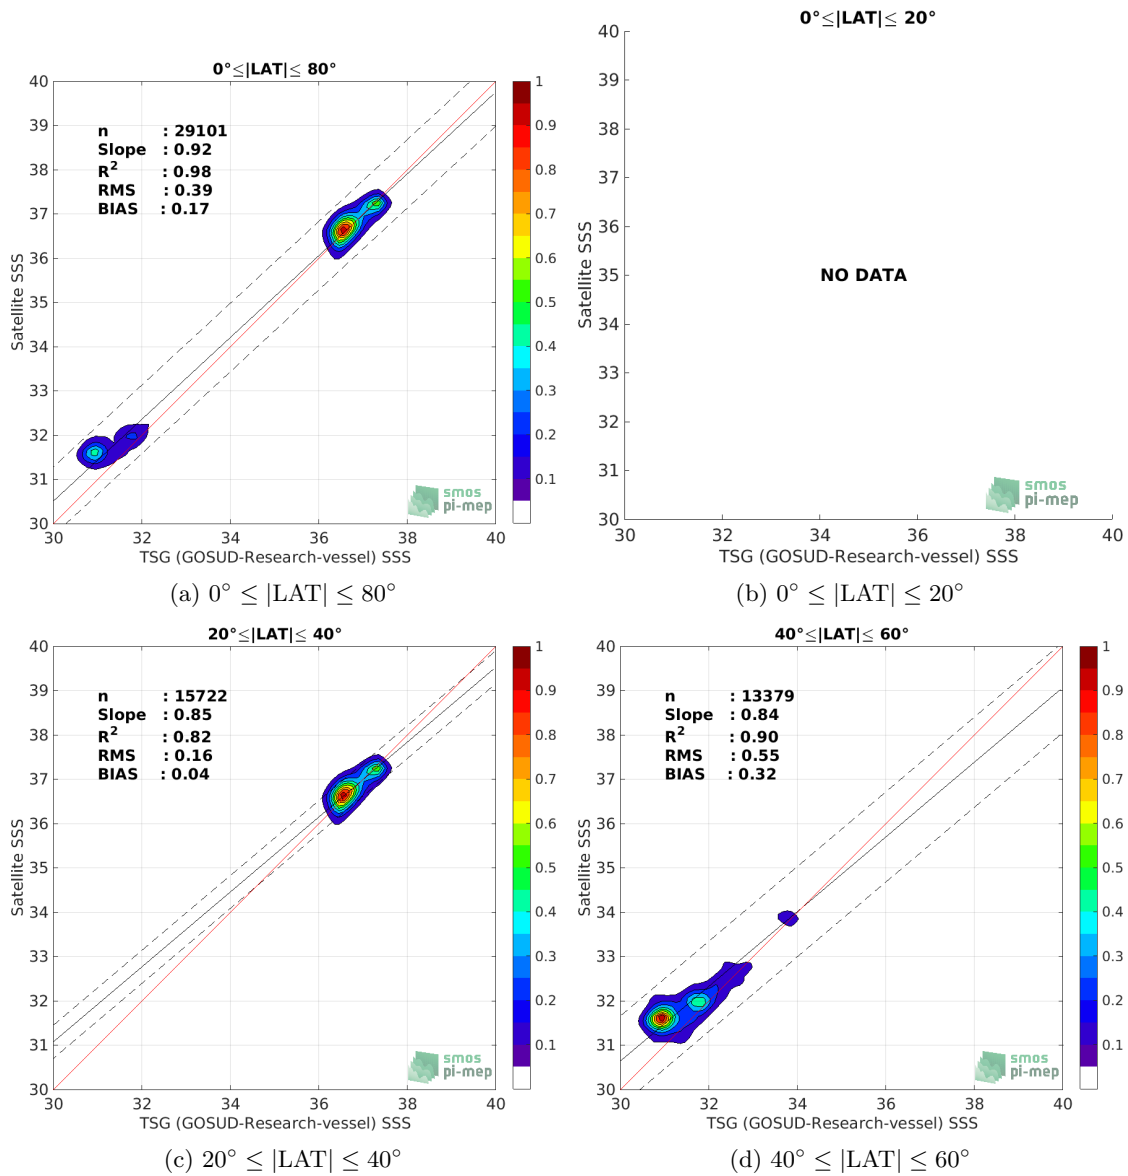 0°≤|LAT|≤ 80°
40
39
38
37
36
35
34
33
32
31
30
Satellite SSS
n : 29101
Slope : 0.92
R2 : 0.98
RMS : 0.39
BIAS : 0.17
smos
pi-mep
30 32 34 36 38 40
TSG (GOSUD-Research-vessel) SSS
1
0.9
0.8
0.7
0.6
0.5
0.4
0.3
0.2
0.1
(a) 0° ≤ |LAT| ≤ 80°
0°≤|LAT|≤ 20°
40
39
38
37
36
35
34
33
32
31
30
Satellite SSS
NO DATA
smos
pi-mep
30 32 34 36 38 40
TSG (GOSUD-Research-vessel) SSS
(b) 0° ≤ |LAT| ≤ 20°
20°≤|LAT|≤ 40°
40
39
38
37
36
35
34
33
32
31
30
Satellite SSS
n : 15722
Slope : 0.85
R2 : 0.82
RMS : 0.16
BIAS : 0.04
smos
pi-mep
30 32 34 36 38 40
TSG (GOSUD-Research-vessel) SSS
1
0.9
0.8
0.7
0.6
0.5
0.4
0.3
0.2
0.1
(c) 20° ≤ |LAT| ≤ 40°
40°≤|LAT|≤ 60°
40
39
38
37
36
35
34
33
32
31
30
Satellite SSS
n : 13379
Slope : 0.84
R2 : 0.90
RMS : 0.55
BIAS : 0.32
smos
pi-mep
30 32 34 36 38 40
TSG (GOSUD-Research-vessel) SSS
1
0.9
0.8
0.7
0.6
0.5
0.4
0.3
0.2
0.1
(d) 40° ≤ |LAT| ≤ 60°